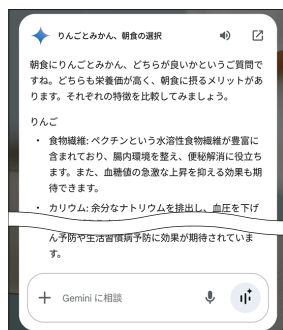 りんごとみかん、朝食の選択
朝食にりんごとみかん、どちらが良いかというご質問で
すね。どちらも栄養価が高く、朝食に摂るメリットがあ
ります。それぞれの特徴を比較してみましょう。
りんご
・ 食物繊維: ペクチンという水溶性食物繊維が豊富に
含まれており、腸内環境を整え、便秘解消に役立ち
ます。また、血糖値の急激な上昇を抑える効果も期
待できます。
・ カリウム: 余分なナトリウムを排出し、血圧を下げ
ん予防や生活習慣病予防に効果が期待されていま
す。
Gemini に相談